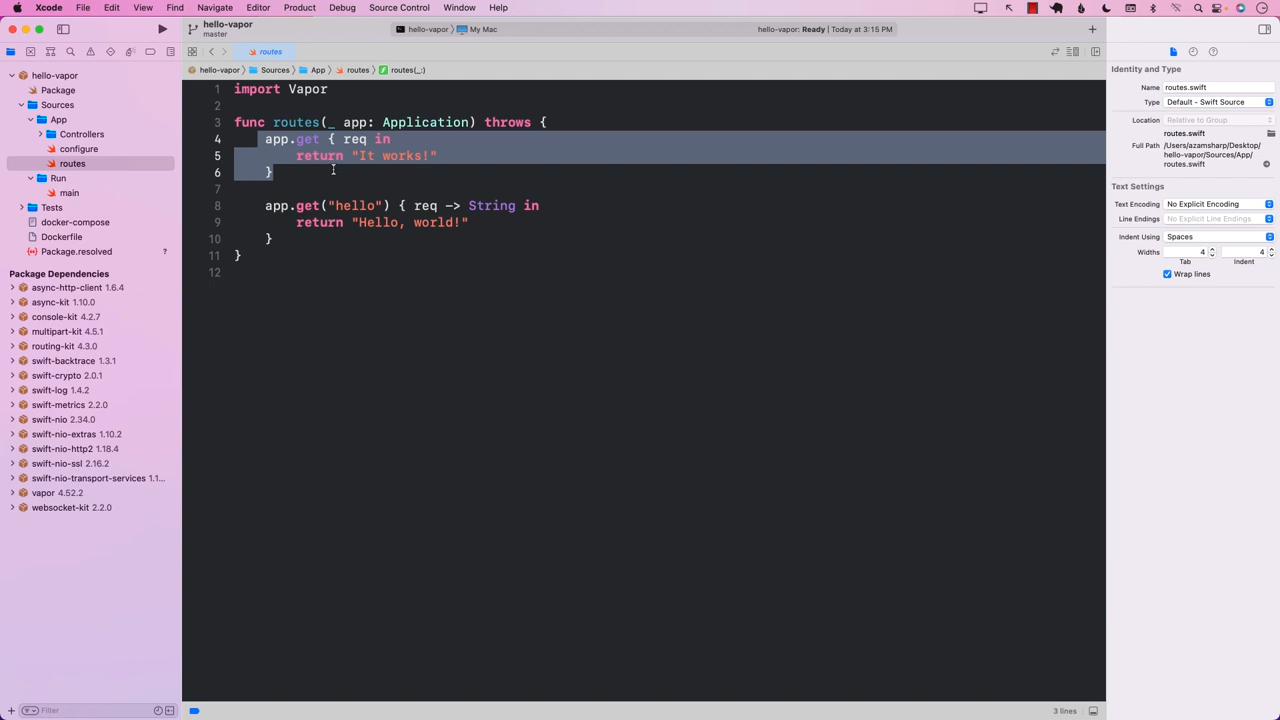 Xcode File Edit View Find Navigate Editor Product Debug Source Control Window Help
hello-vapor
master
hello-vapor My Mac
hello-vapor: Ready | Today at 3:15 PM
routes
hello-vapor Sources App routes routes(_:)
hello-vapor
Package
Sources
App
Controllers
configure
routes
Run
main
Tests
docker-compose
Dockerfile
Package.resolved ?
Package Dependencies
async-http-client 1.6.4
async-kit 1.10.0
console-kit 4.2.7
multipart-kit 4.5.1
routing-kit 4.3.0
swift-backtrace 1.3.1
swift-crypto 2.0.1
swift-log 1.4.2
swift-metrics 2.2.0
swift-nio 2.34.0
swift-nio-extras 1.10.2
swift-nio-http2 1.18.4
swift-nio-ssl 2.16.2
swift-nio-transport-services 1.1...
vapor 4.52.2
websocket-kit 2.2.0
Filter
1 import Vapor
2
3 func routes(_ app: Application) throws {
4 app.get { req in
5 return "It works!"
6 }
7
8 app.get("hello") { req -> String in
9 return "Hello, world!"
10 }
11 }
12
3 lines
Identity and Type
Name routes.swift
Type Default - Swift Source
Location Relative to Group
routes.swift
Full Path /Users/azamsharp/Desktop/
hello-vapor/Sources/App/
routes.swift
Text Settings
Text Encoding No Explicit Encoding
Line Endings No Explicit Line Endings
Indent Using Spaces
Widths 4 4
Tab Indent
Wrap lines